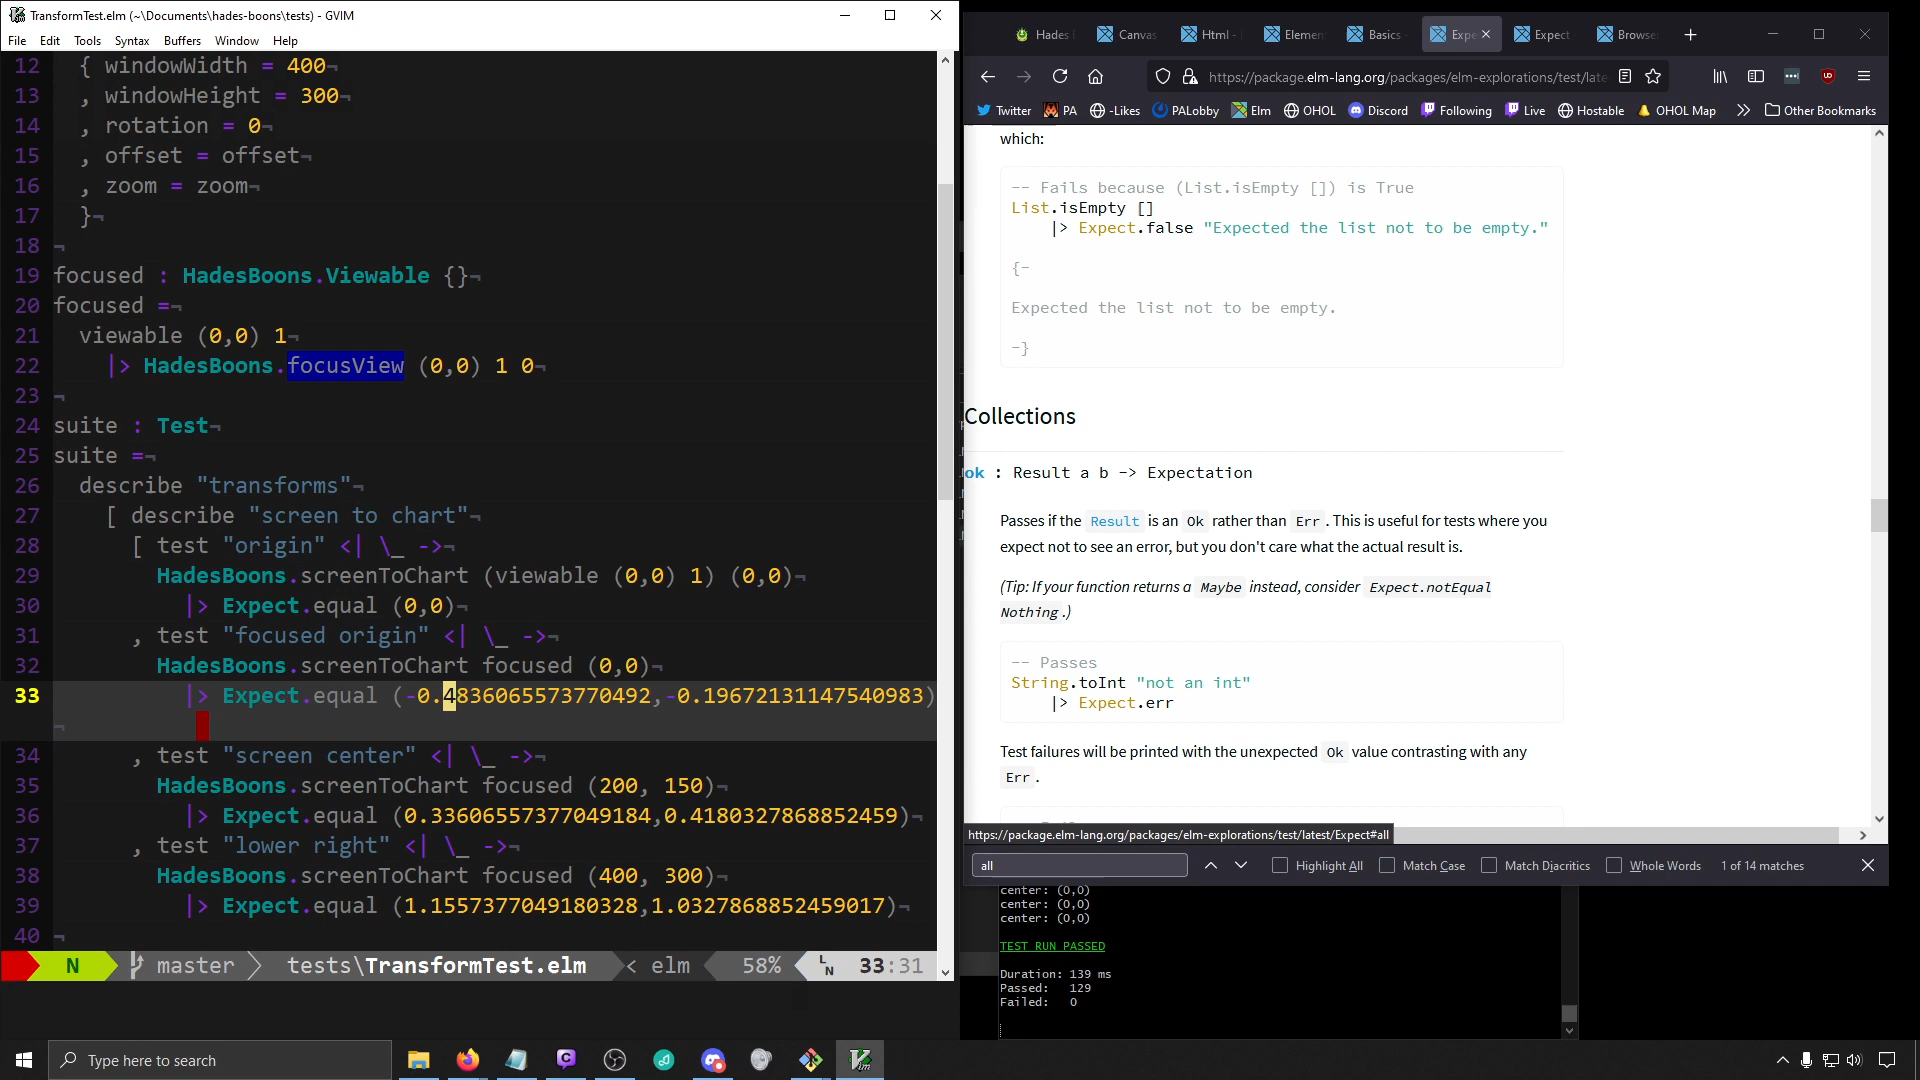 TransformTest.elm (~\Documents\hades-boons\tests) - GVIM
File Edit Tools Syntax Buffers Window Help
12 { windowWidth = 400¬
13 , windowHeight = 300¬
14 , rotation = 0¬
15 , offset = offset¬
16 , zoom = zoom¬
17 }¬
18 ¬
19 focused : HadesBoons.Viewable {}¬
20 focused =¬
21 viewable (0,0) 1¬
22 |> HadesBoons.focusView (0,0) 1 0¬
23 ¬
24 suite : Test¬
25 suite =¬
26 describe "transforms"¬
27 [ describe "screen to chart"¬
28 [ test "origin" <| \_ ->¬
29 HadesBoons.screenToChart (viewable (0,0) 1) (0,0)¬
30 |> Expect.equal (0,0)¬
31 , test "focused origin" <| \_ ->¬
32 HadesBoons.screenToChart focused (0,0)¬
33 |> Expect.equal (-0.4836065573770492,-0.19672131147540983)
¬
34 , test "screen center" <| \_ ->¬
35 HadesBoons.screenToChart focused (200, 150)¬
36 |> Expect.equal (0.33606557377049184,0.4180327868852459)¬
37 , test "lower right" <| \_ ->¬
38 HadesBoons.screenToChart focused (400, 300)¬
39 |> Expect.equal (1.1557377049180328,1.0327868852459017)¬
40 ¬
N master tests\TransformTest.elm < elm 58% LN 33:31
Hades Canvas Html - Elemen Basics Expe Expect Browse
https://package.elm-lang.org/packages/elm-explorations/test/late
Twitter PA -Likes PALobby Elm OHOL Discord Following Live Hostable OHOL Map Other Bookmarks
which:
-- Fails because (List.isEmpty []) is True
List.isEmpty []
|> Expect.false "Expected the list not to be empty."
{-
Expected the list not to be empty.
-}
Collections
ok : Result a b -> Expectation
Passes if the Result is an Ok rather than Err . This is useful for tests where you
expect not to see an error, but you don't care what the actual result is.
(Tip: If your function returns a Maybe instead, consider Expect.notEqual
Nothing .)
-- Passes
String.toInt "not an int"
|> Expect.err
Test failures will be printed with the unexpected Ok value contrasting with any
Err .
https://package.elm-lang.org/packages/elm-explorations/test/latest/Expect#all
all Highlight All Match Case Match Diacritics Whole Words 1 of 14 matches
center: (0,0)
center: (0,0)
center: (0,0)
TEST RUN PASSED
Duration: 139 ms
Passed: 129
Failed: 0
Type here to search